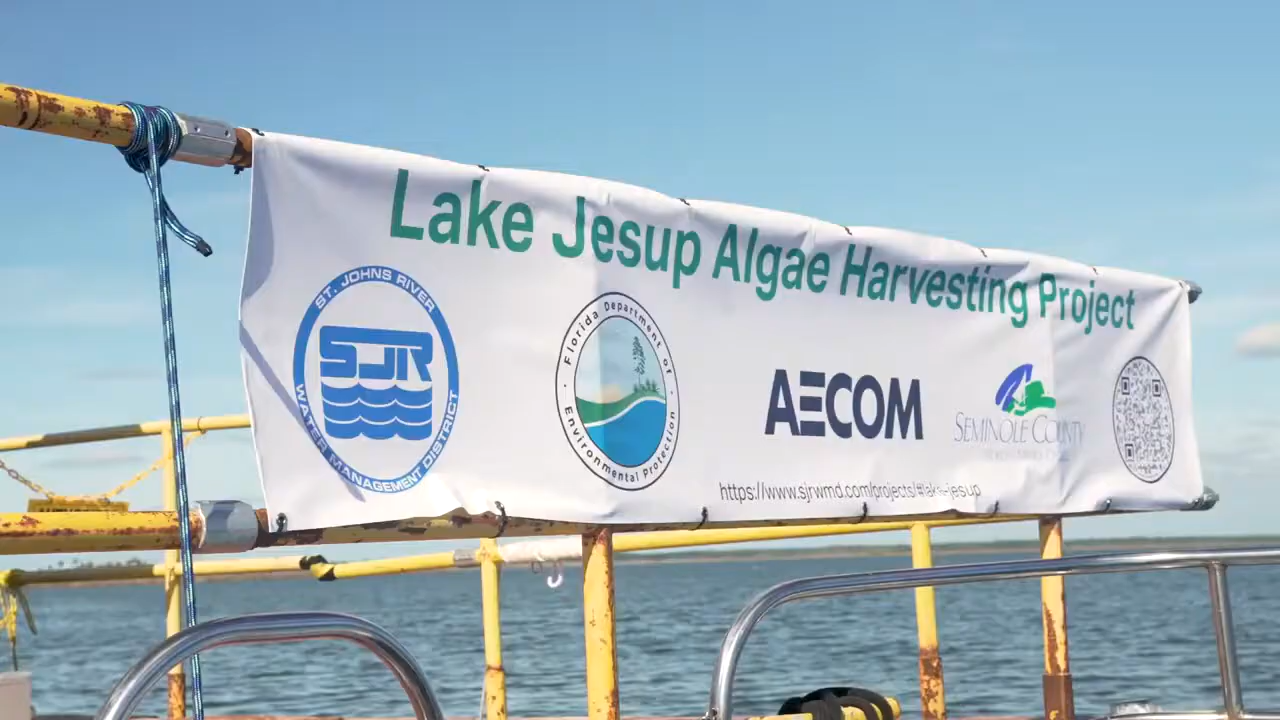 Lake Jesup Algae Harvesting Project
ST. JOHNS RIVER
SJR
WATER MANAGEMENT DISTRICT
Florida Department of
Environmental Protection
AECOM
SEMINOLE COUNTY
https://www.sjrwmd.com/projects/#lake-jesup